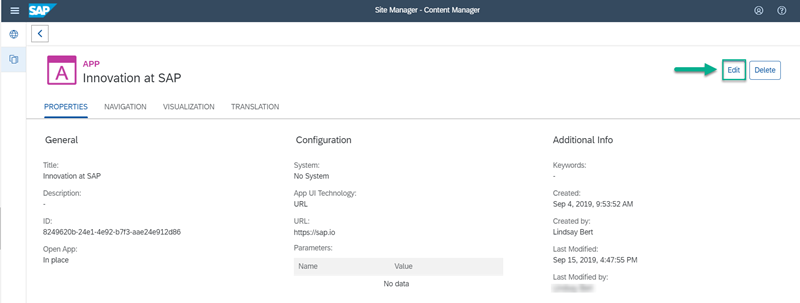 SAP
Site Manager - Content Manager
A
APP
Innovation at SAP
Edit
Delete
PROPERTIES
NAVIGATION
VISUALIZATION
TRANSLATION
General
Title:
Innovation at SAP
Description:
-
ID:
8249620b-24e1-4e92-b7f3-aae24e912d86
Open App:
In place
Configuration
System:
No System
App UI Technology:
URL
URL:
https://sap.io
Parameters:
Name Value
No data
Additional Info
Keywords:
-
Created:
Sep 4, 2019, 9:53:52 AM
Created by:
Lindsay Bert
Last Modified:
Sep 15, 2019, 4:47:55 PM
Last Modified by: